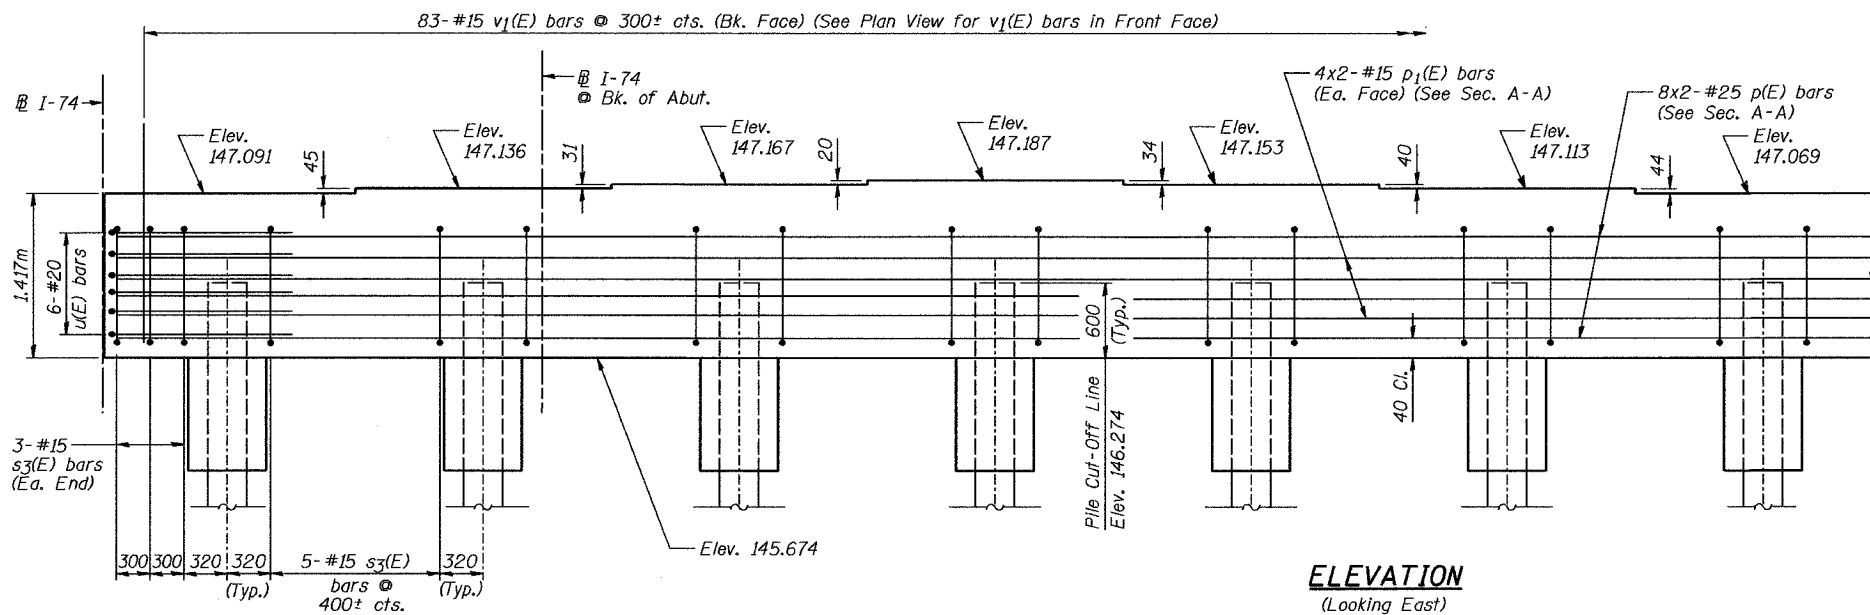 83-#15 v1(E) bars @ 300± cts. (Bk. Face) (See Plan View for v1(E) bars in Front Face)
℄ I-74
℄ I-74
@ Bk. of Abut.
4x2-#15 p1(E) bars
(Ea. Face) (See Sec. A-A)
8x2-#25 p(E) bars
(See Sec. A-A)
Elev.
147.091
45
Elev.
147.136
31
Elev.
147.167
20
Elev.
147.187
34
Elev.
147.153
40
Elev.
147.113
44
Elev.
147.069
1.417m
6-#20
u(E) bars
600
(Typ.)
Pile Cut-Off Line
Elev. 146.274
40 Cl.
3-#15
s3(E) bars
(Ea. End)
Elev. 145.674
300
300
320
320
(Typ.)
5-#15 s3(E)
bars @
400± cts.
320
(Typ.)
ELEVATION
(Looking East)